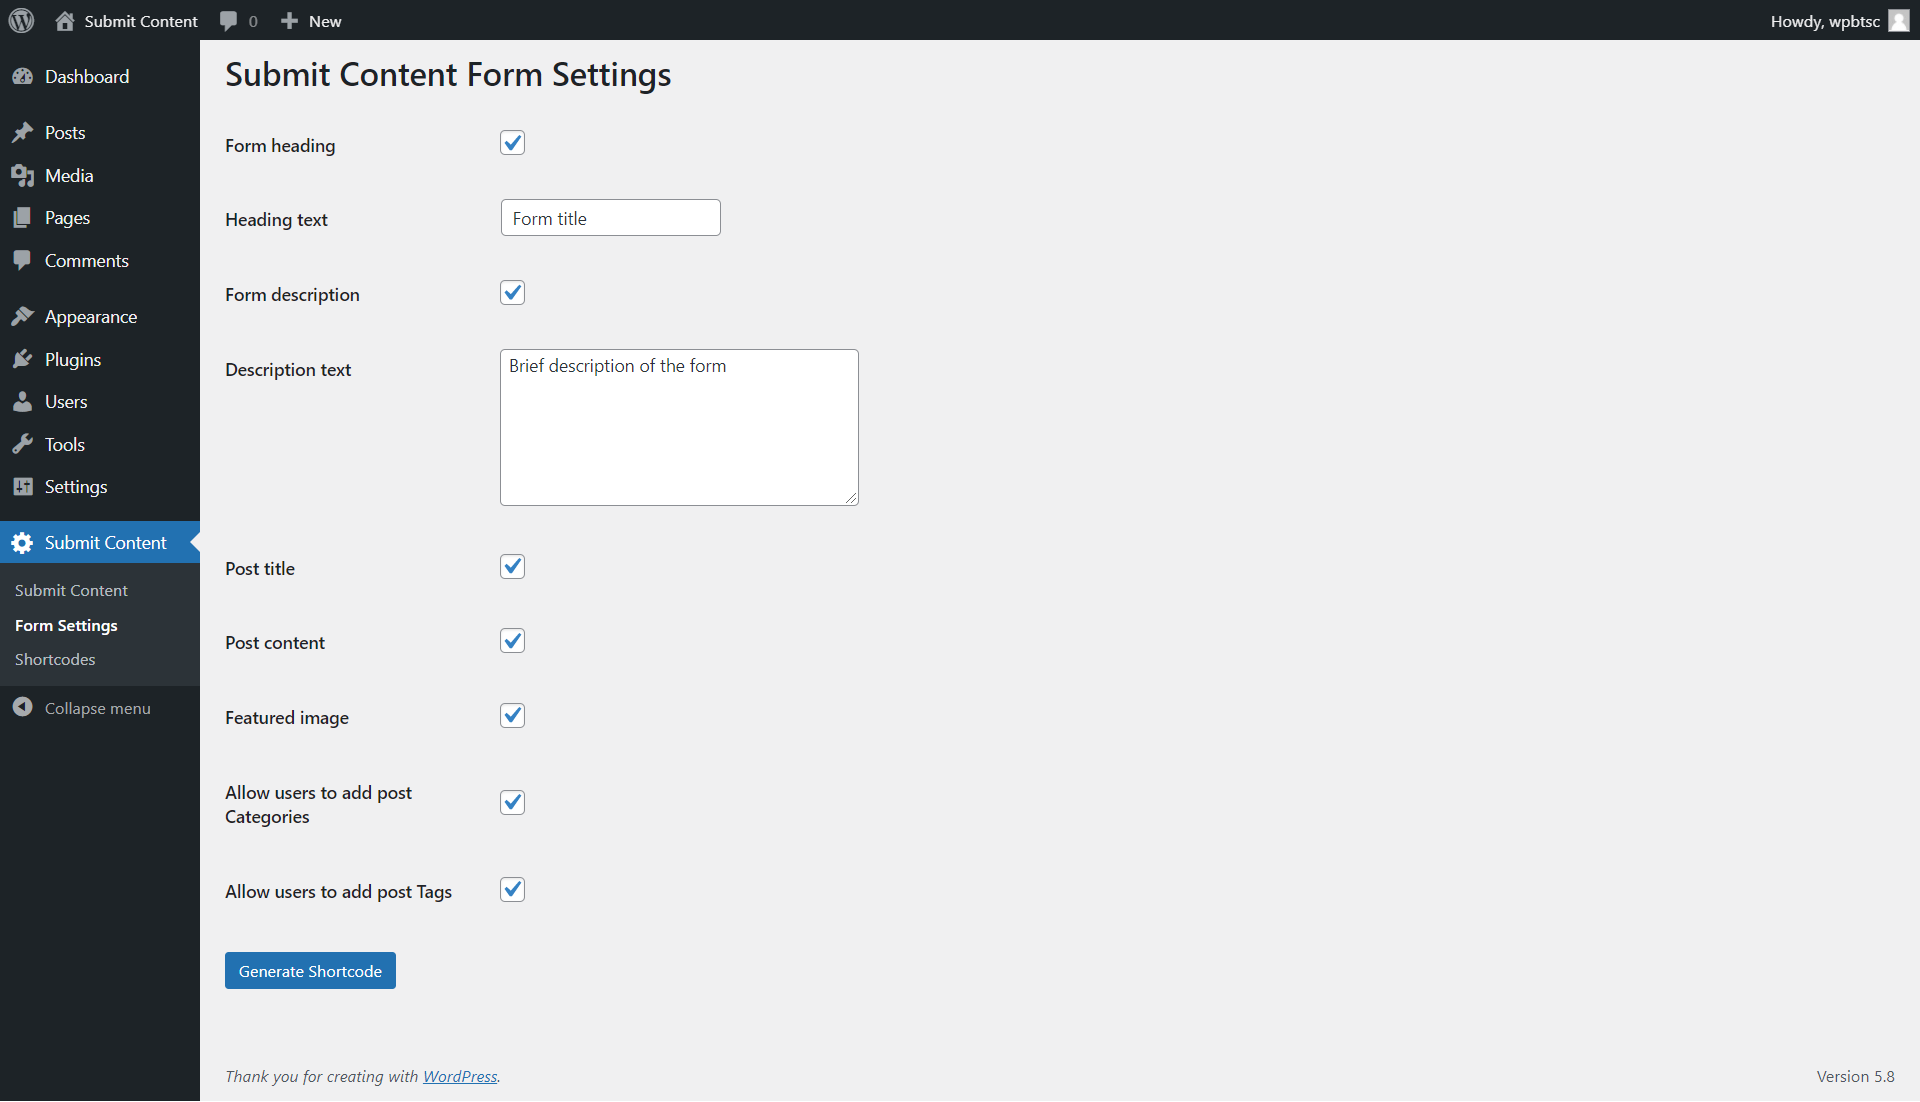 Submit Content
0
New
Howdy, wpbtsc
Dashboard
Posts
Media
Pages
Comments
Appearance
Plugins
Users
Tools
Settings
Submit Content
Submit Content
Form Settings
Shortcodes
Collapse menu
Submit Content Form Settings
Form heading
Heading text
Form title
Form description
Description text
Brief description of the form
Post title
Post content
Featured image
Allow users to add post
Categories
Allow users to add post Tags
Generate Shortcode
Thank you for creating with WordPress.
Version 5.8